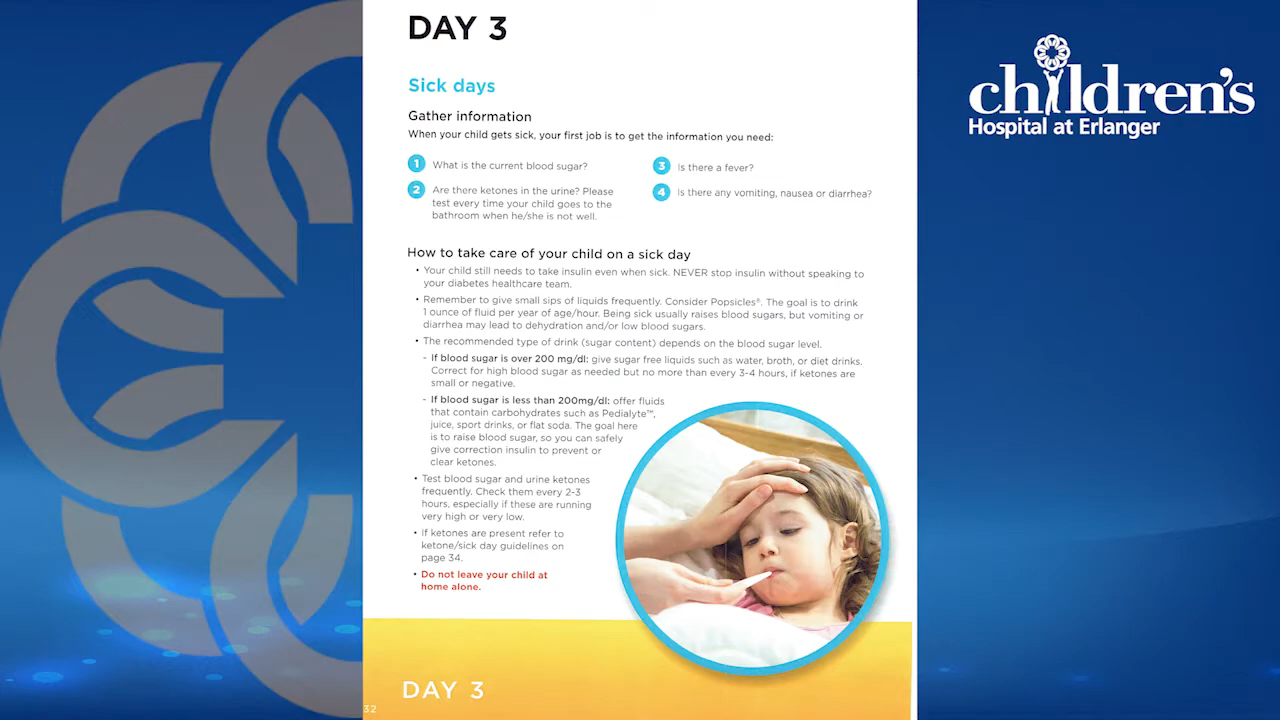 DAY 3
Sick days
Gather information
When your child gets sick, your first job is to get the information you need:
1 What is the current blood sugar?
2 Are there ketones in the urine? Please
test every time your child goes to the
bathroom when he/she is not well.
3 Is there a fever?
4 Is there any vomiting, nausea or diarrhea?
How to take care of your child on a sick day
• Your child still needs to take insulin even when sick. NEVER stop insulin without speaking to
your diabetes healthcare team.
• Remember to give small sips of liquids frequently. Consider Popsicles®. The goal is to drink
1 ounce of fluid per year of age/hour. Being sick usually raises blood sugars, but vomiting or
diarrhea may lead to dehydration and/or low blood sugars.
• The recommended type of drink (sugar content) depends on the blood sugar level.
- If blood sugar is over 200 mg/dl: give sugar free liquids such as water, broth, or diet drinks.
Correct for high blood sugar as needed but no more than every 3-4 hours, if ketones are
small or negative.
- If blood sugar is less than 200mg/dl: offer fluids
that contain carbohydrates such as Pedialyte™,
juice, sport drinks, or flat soda. The goal here
is to raise blood sugar, so you can safely
give correction insulin to prevent or
clear ketones.
• Test blood sugar and urine ketones
frequently. Check them every 2-3
hours, especially if these are running
very high or very low.
• If ketones are present refer to
ketone/sick day guidelines on
page 34.
• Do not leave your child at
home alone.
DAY 3
32
children's
Hospital at Erlanger